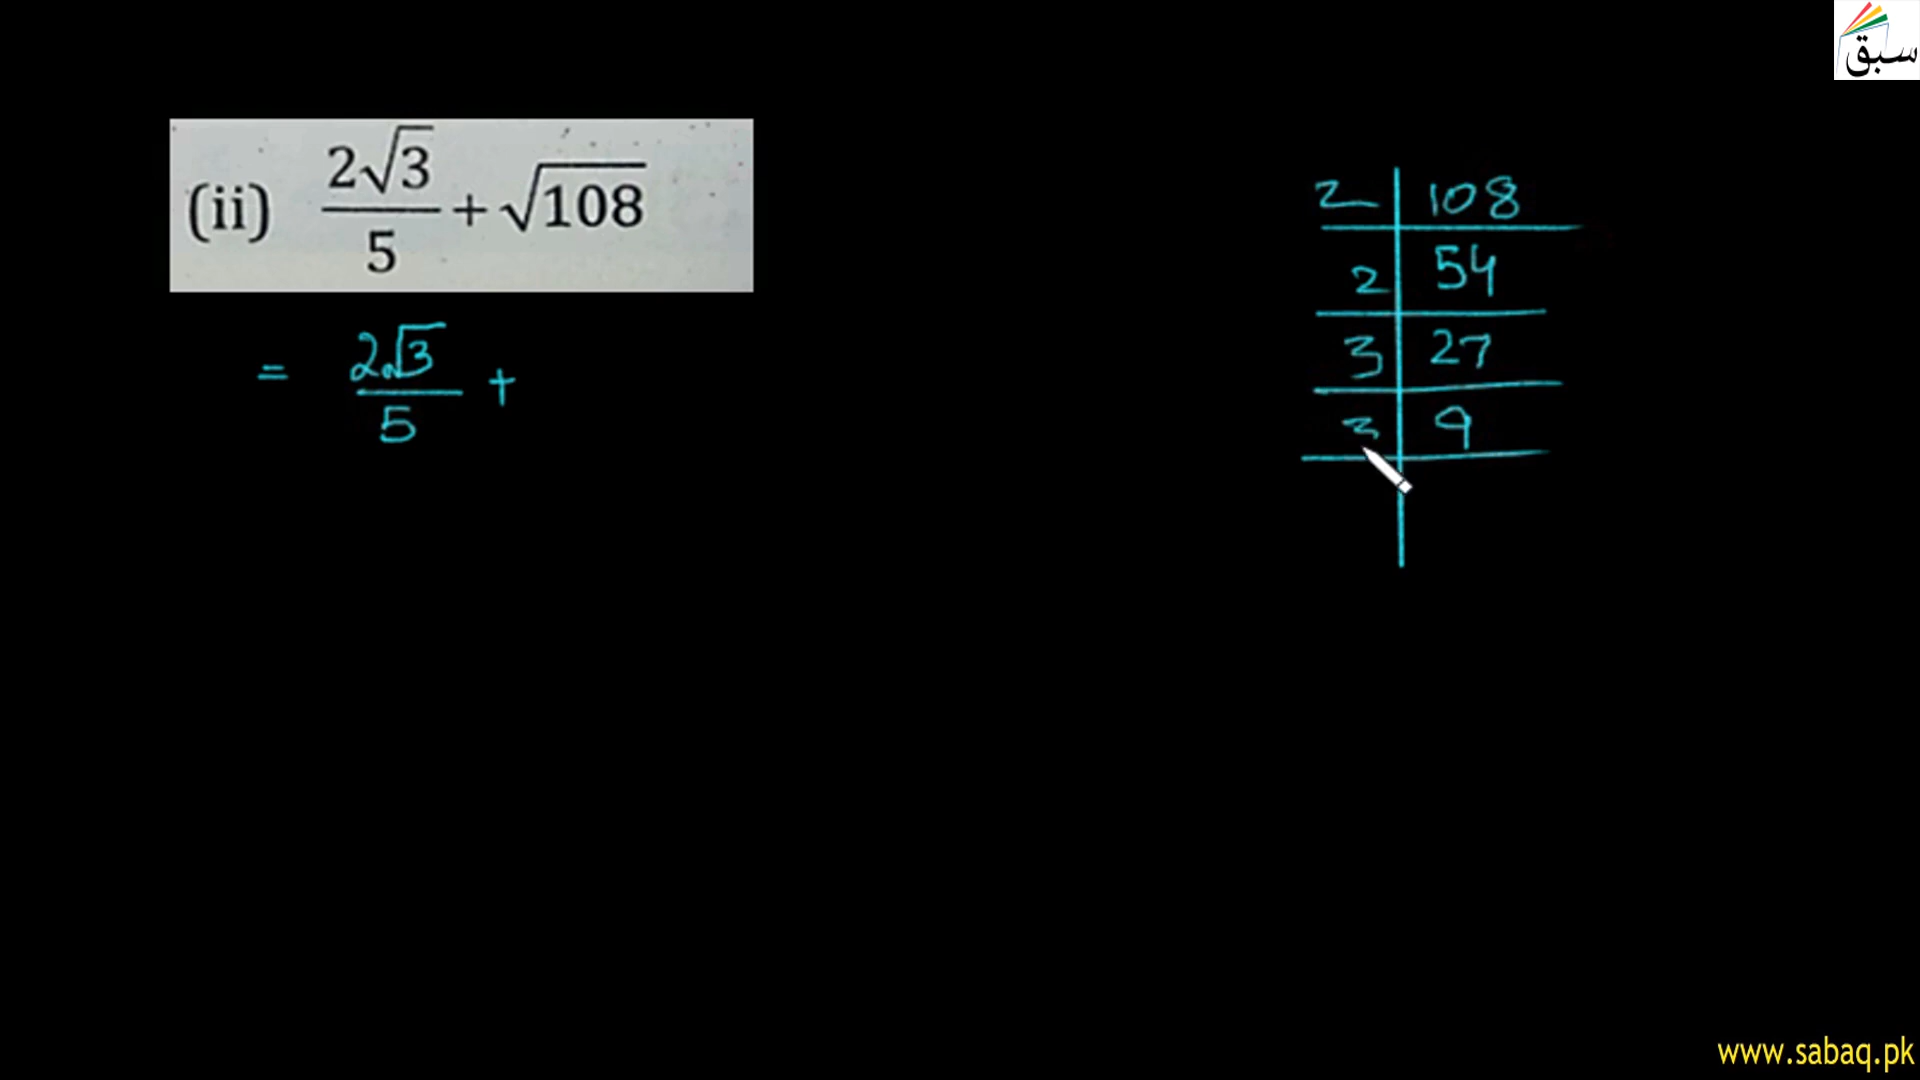 سبق
(ii) 2√3/5 + √108
= 2√3/5 +
2 | 108
2 | 54
3 | 27
3 | 9
www.sabaq.pk